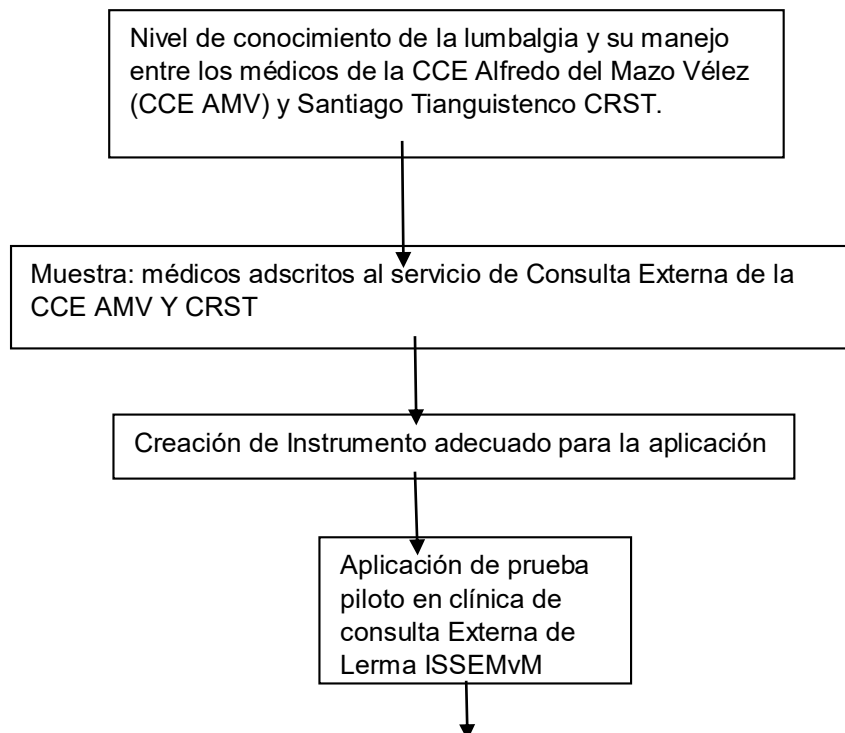 Nivel de conocimiento de la lumbalgia y su manejo
entre los médicos de la CCE Alfredo del Mazo Vélez
(CCE AMV) y Santiago Tianguistenco CRST.
Muestra: médicos adscritos al servicio de Consulta Externa de la
CCE AMV Y CRST
Creación de Instrumento adecuado para la aplicación
Aplicación de prueba
piloto en clínica de
consulta Externa de
Lerma ISSEMvM